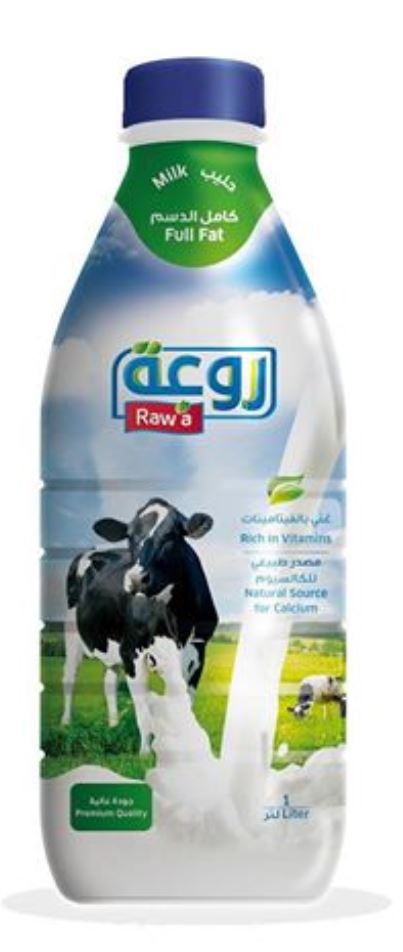 Milk حليب
كامل الدسم
Full Fat
روعة
Raw'a
غني بالفيتامينات
Rich in Vitamins
مصدر طبيعي
للكالسيوم
Natural Source
for Calcium
جودة عالية
Premium Quality
1
لتر Liter